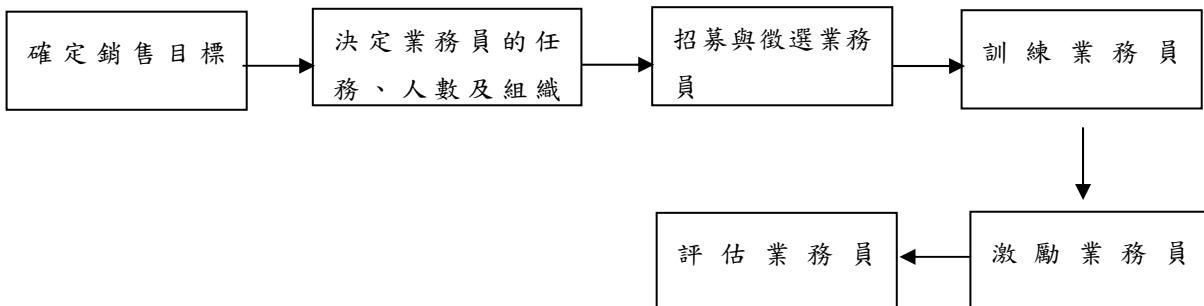 確定銷售目標
決定業務員的任
務、人數及組織
招募與徵選業務
員
訓練業務員
激勵業務員
評估業務員